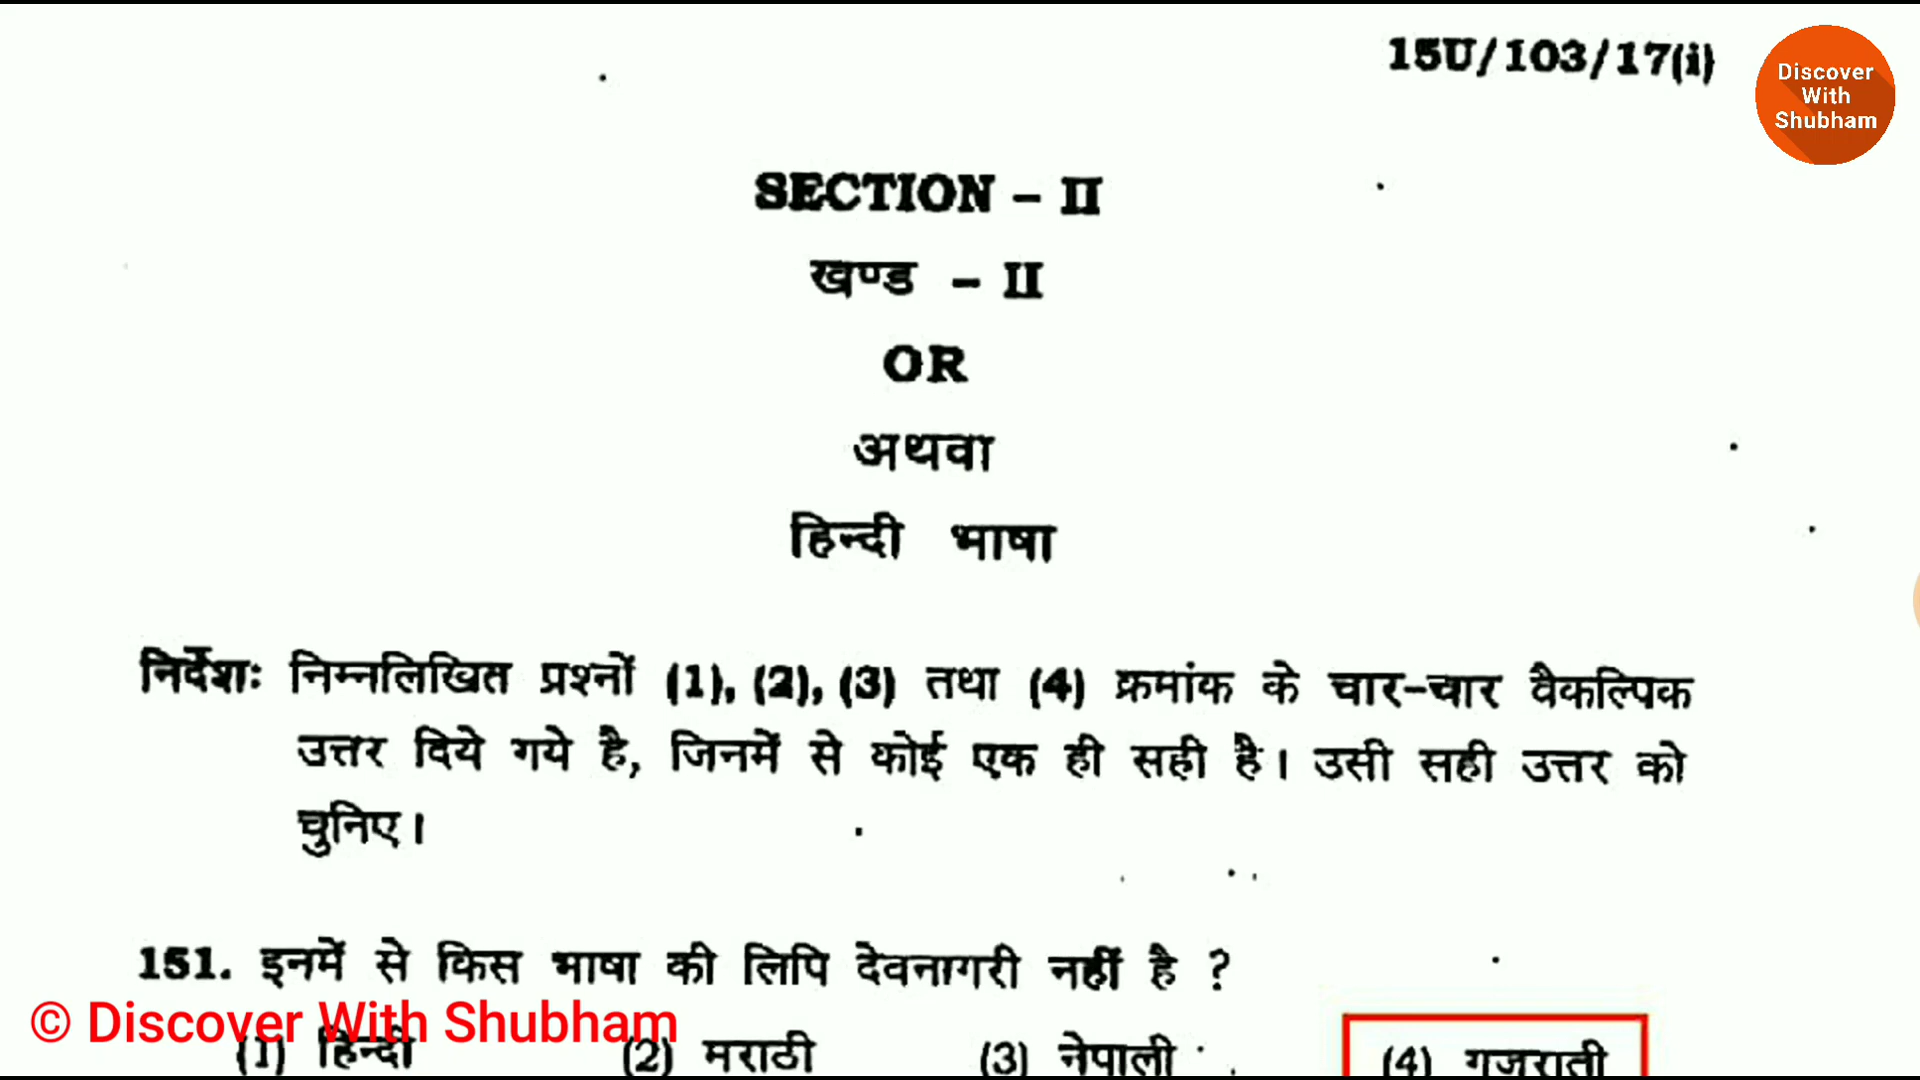 15U/103/17(i)
Discover
With
Shubham
SECTION – II
खण्ड – II
OR
अथवा
हिन्दी भाषा
निर्देशः निम्नलिखित प्रश्नों (1), (2), (3) तथा (4) क्रमांक के चार-चार वैकल्पिक
उत्तर दिये गये है, जिनमें से कोई एक ही सही है। उसी सही उत्तर को
चुनिए।
151. इनमें से किस भाषा की लिपि देवनागरी नहीं है ?
© Discover With Shubham
(1) हिन्दी (2) मराठी (3) नेपाली (4) गुजराती